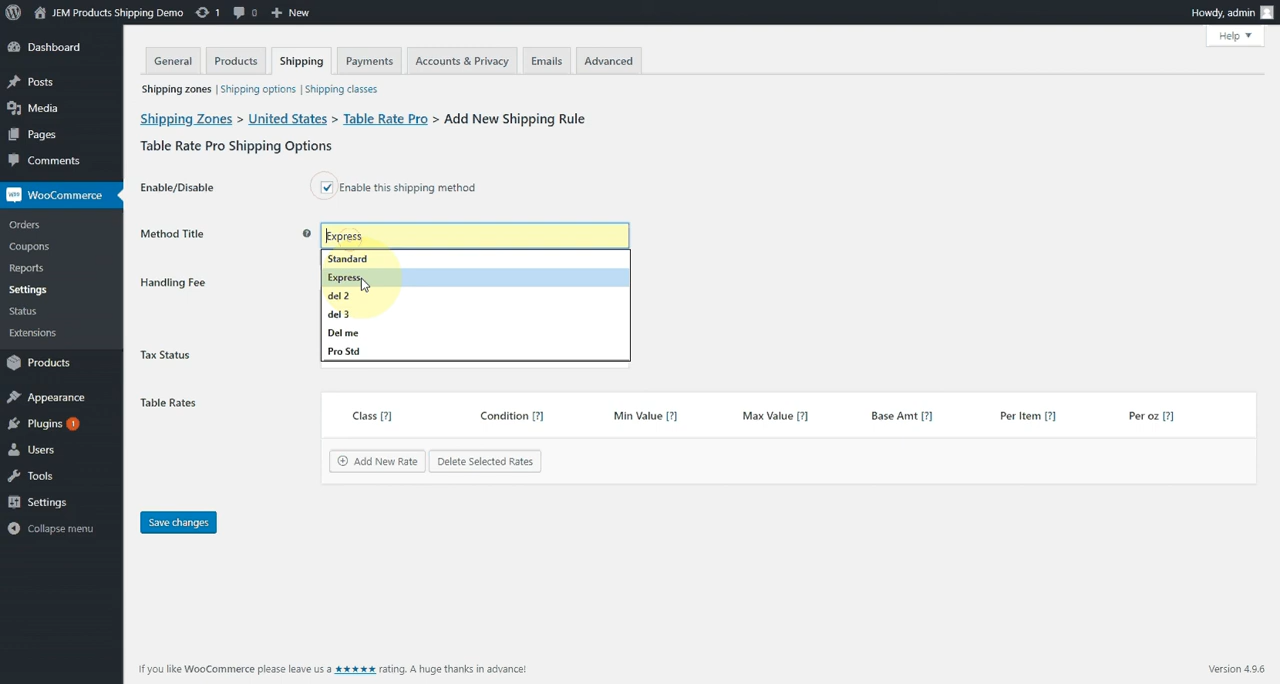 JEM Products Shipping Demo 1 0 New Howdy, admin
Help ▼
Dashboard
Posts
Media
Pages
Comments
WooCommerce
Orders
Coupons
Reports
Settings
Status
Extensions
Products
Appearance
Plugins 1
Users
Tools
Settings
Collapse menu
General Products Shipping Payments Accounts & Privacy Emails Advanced
Shipping zones | Shipping options | Shipping classes
Shipping Zones > United States > Table Rate Pro > Add New Shipping Rule
Table Rate Pro Shipping Options
Enable/Disable Enable this shipping method
Method Title ? Express
Standard
Express
del 2
del 3
Del me
Pro Std
Handling Fee
Tax Status
Table Rates
Class [?] Condition [?] Min Value [?] Max Value [?] Base Amt [?] Per Item [?] Per oz [?]
Add New Rate Delete Selected Rates
Save changes
If you like WooCommerce please leave us a ★★★★★ rating. A huge thanks in advance! Version 4.9.6